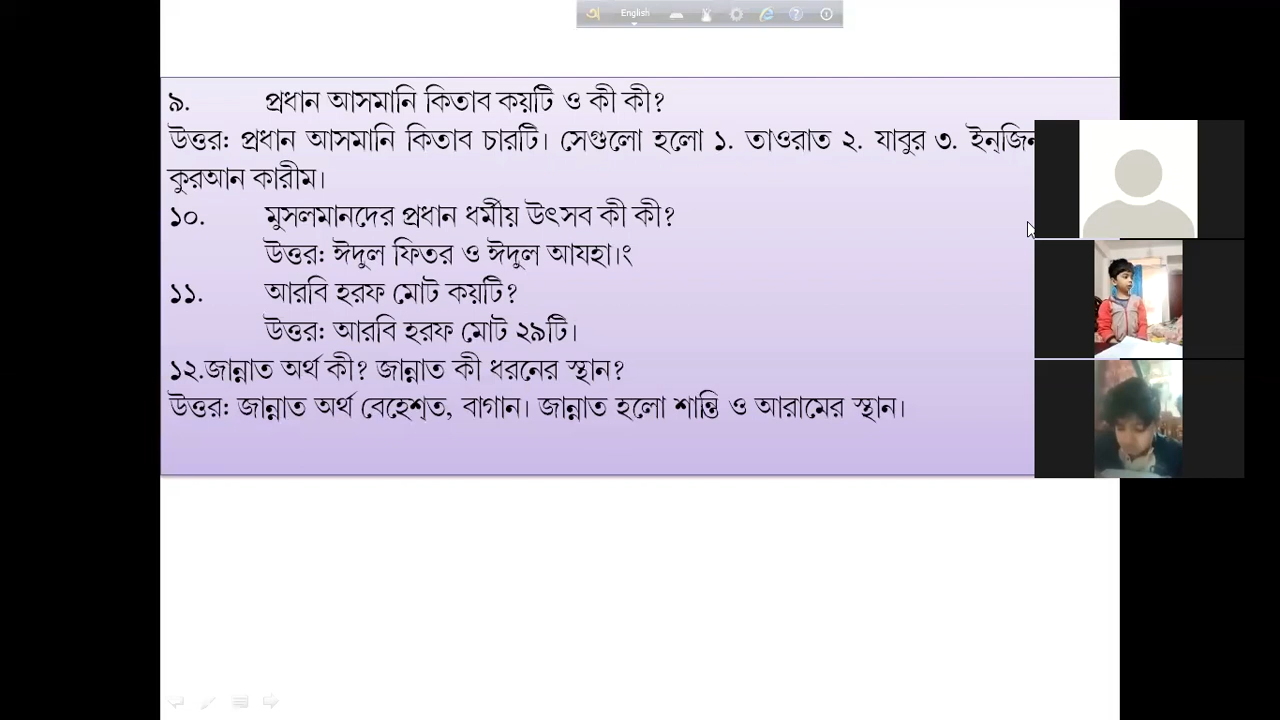 English
৯. প্রধান আসমানি কিতাব কয়টি ও কী কী?
উত্তর: প্রধান আসমানি কিতাব চারটি। সেগুলো হলো ১. তাওরাত ২. যাবুর ৩.
কুরআন কারীম।
১০. মুসলমানদের প্রধান ধর্মীয় উৎসব কী কী?
উত্তর: ঈদুল ফিতর ও ঈদুল আযহা।ং
১১. আরবি হরফ মোট কয়টি?
উত্তর: আরবি হরফ মোট ২৯টি।
১২.জান্নাত অর্থ কী? জান্নাত কী ধরনের স্থান?
উত্তর: জান্নাত অর্থ বেহেশ্ত, বাগান। জান্নাত হলো শান্তি ও আরামের স্থান।